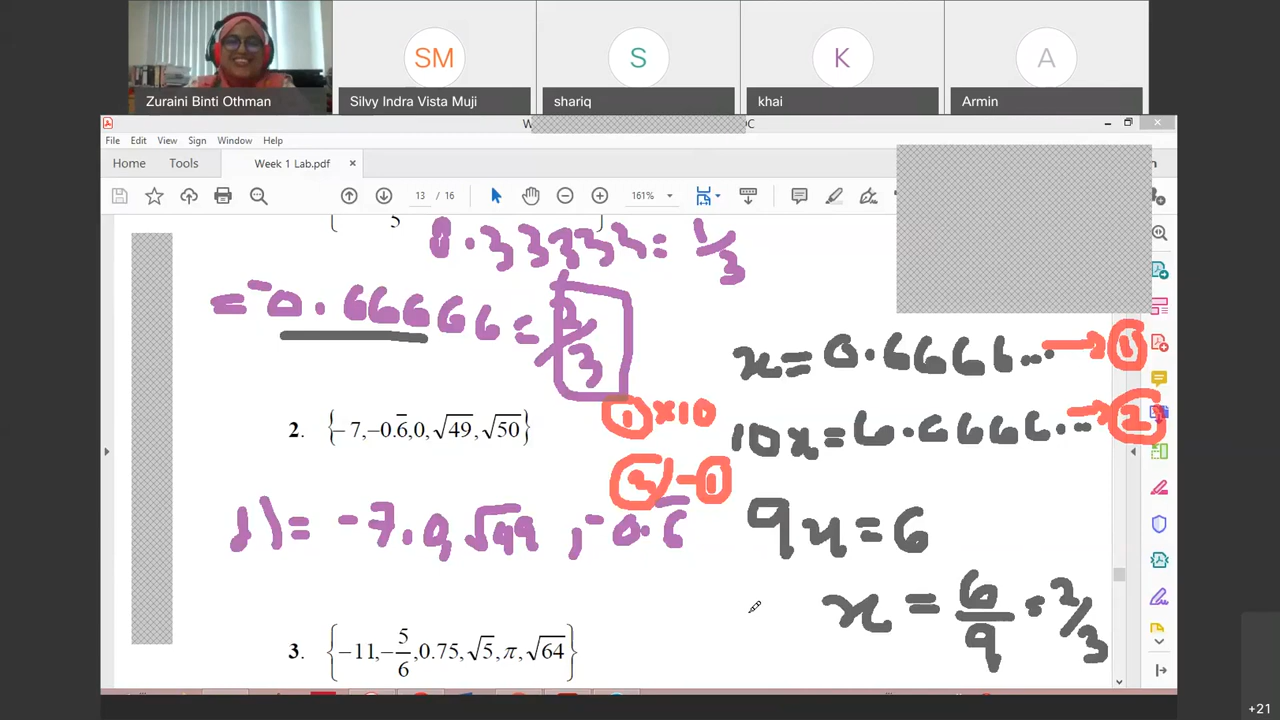 SM
S
K
A
Zuraini Binti Othman
Silvy Indra Vista Muji
shariq
khai
Armin
File Edit View Sign Window Help
Home Tools Week 1 Lab.pdf
13 / 16 161%
5
0.33333= 1/3
= -0.66666 = 2/3
x= 0.6666... → 1
2. {-7,-0.6̅,0,√49,√50}
1 ×10
10x=6.6666... → 2
2 - 1
d)= -7.0,√49 ,-0.6̅
9x=6
x = 6/9 = 2/3
3. {-11,-5/6,0.75,√5,π,√64}
+21